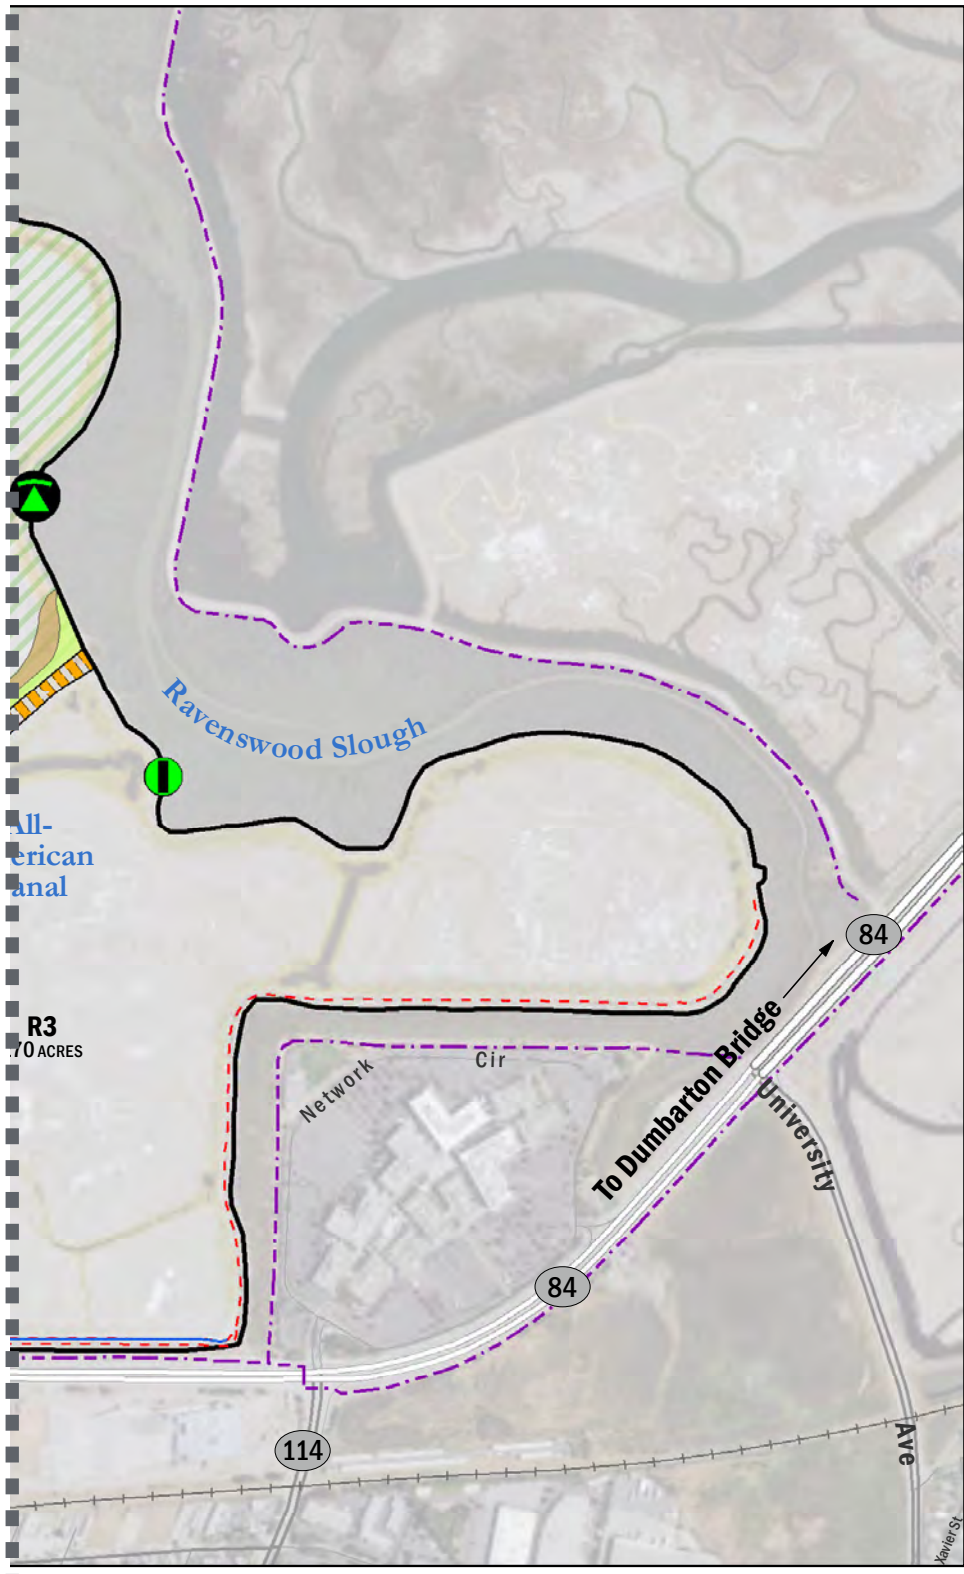 Ravenswood Slough
All-
erican
anal
84
R3
70 ACRES
To Dumbarton Bridge
Network
Cir
University
84
Ave
114
Xavier St